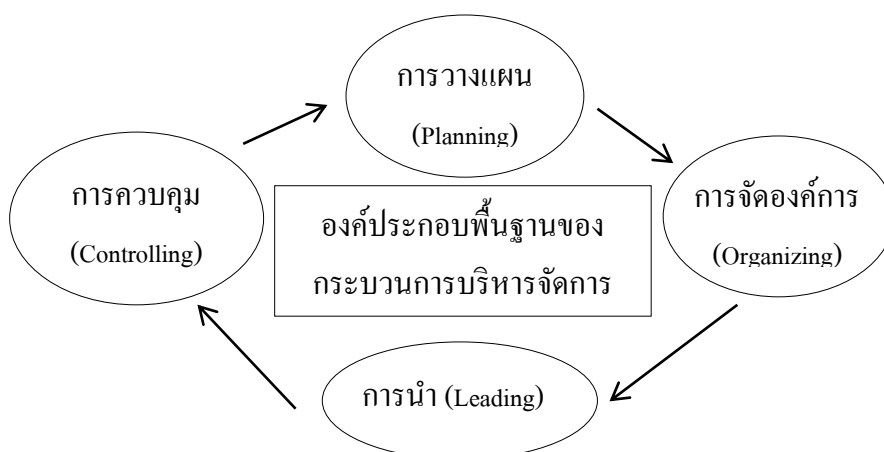 การวางแผน
(Planning)
การควบคุม
(Controlling)
องค์ประกอบพื้นฐานของ
กระบวนการบริหารจัดการ
การจัดองค์การ
(Organizing)
การนำ (Leading)